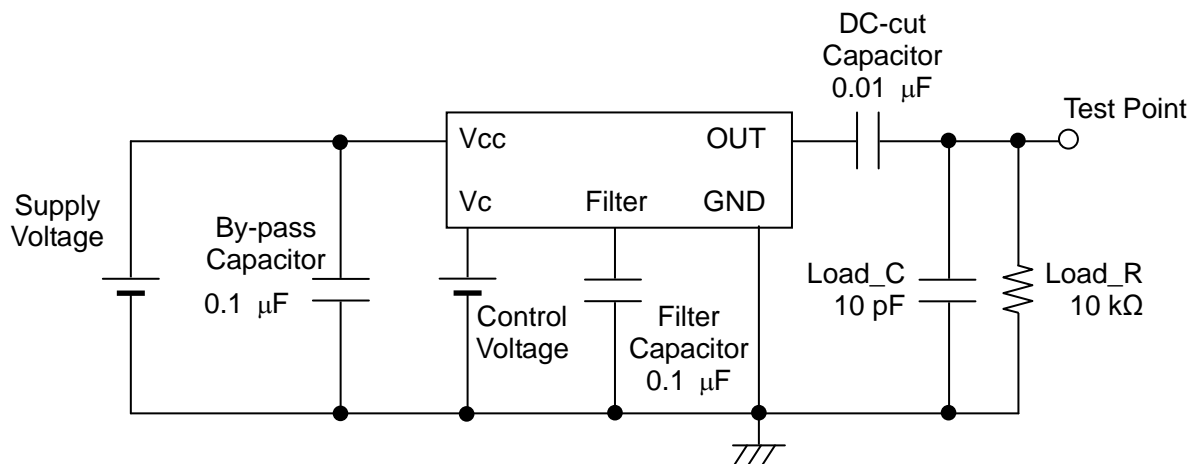 DC-cut
Capacitor
0.01 μF
Test Point
Vcc
OUT
Vc
Filter
GND
Supply
Voltage
By-pass
Capacitor
0.1 μF
Control
Voltage
Filter
Capacitor
0.1 μF
Load_C
10 pF
Load_R
10 kΩ